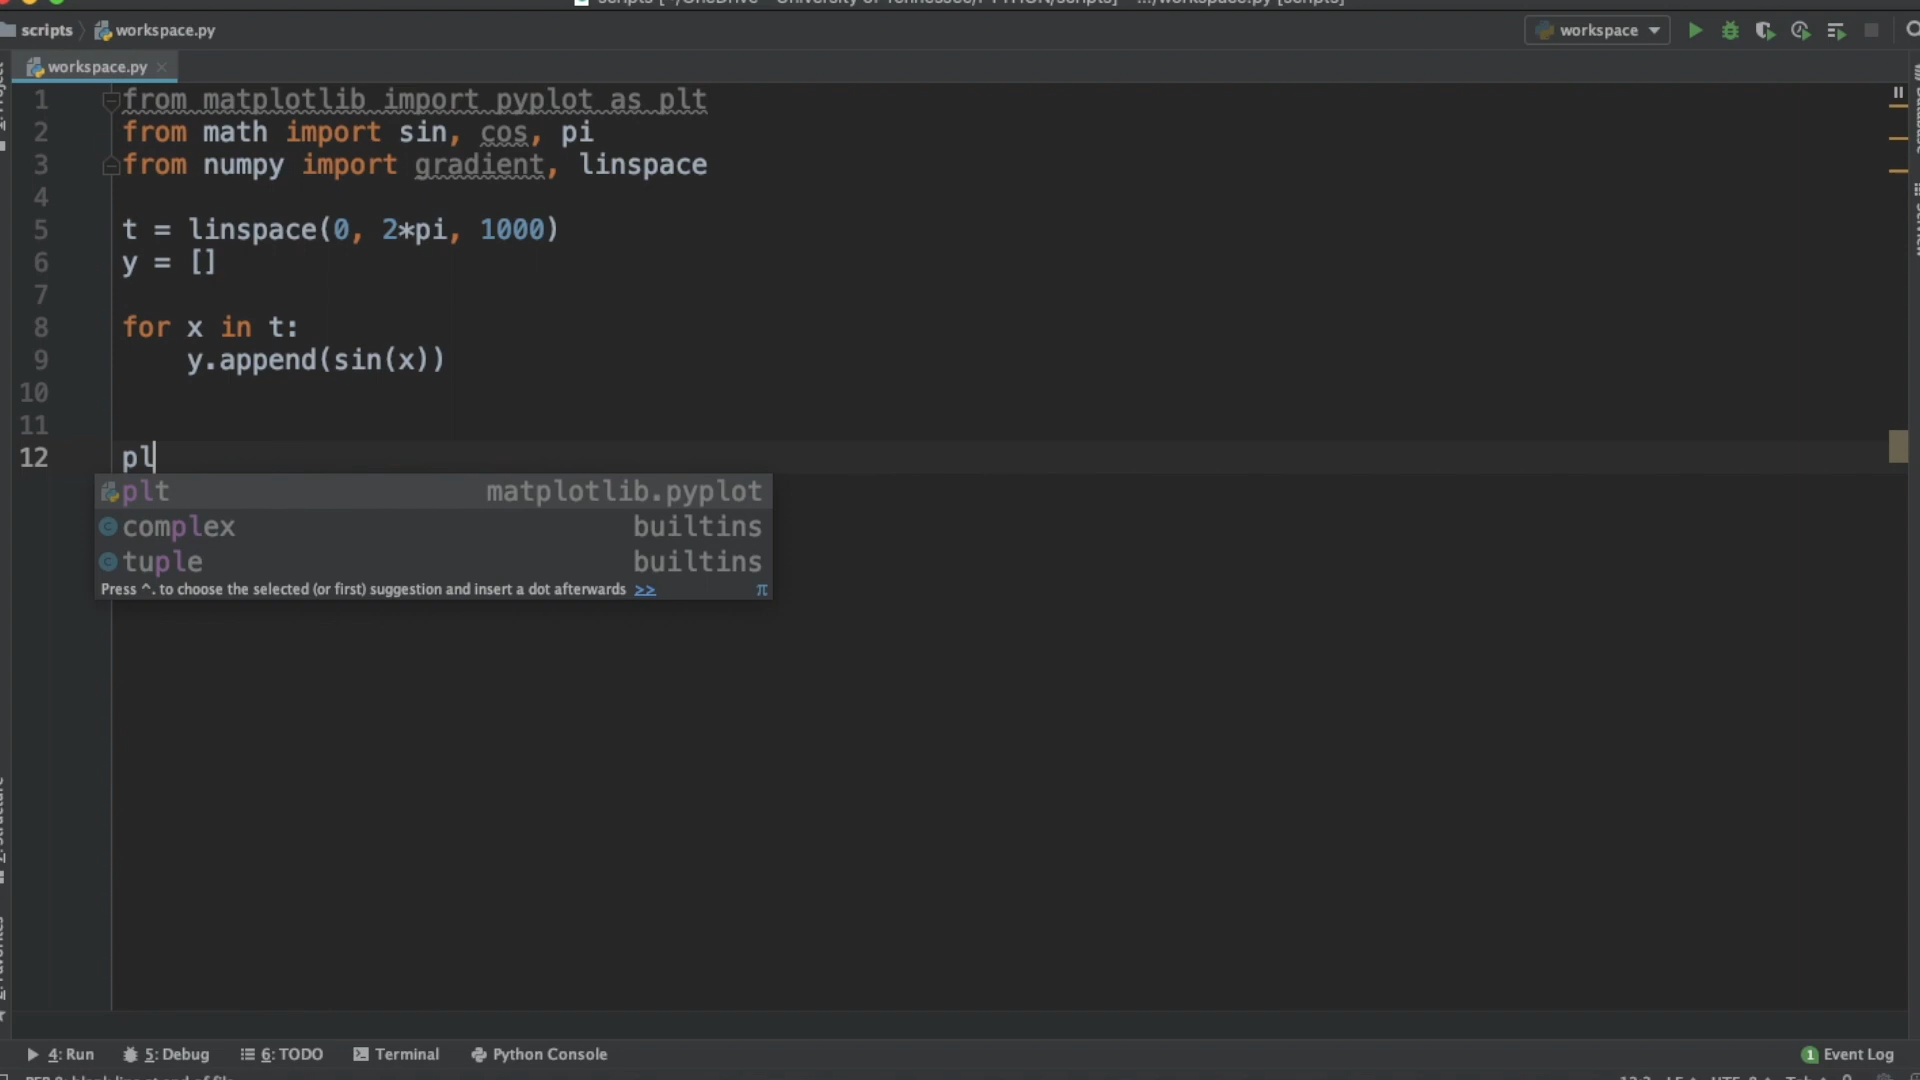 scripts workspace.py
workspace
workspace.py
1 from matplotlib import pyplot as plt
2 from math import sin, cos, pi
3 from numpy import gradient, linspace
4
5 t = linspace(0, 2*pi, 1000)
6 y = []
7
8 for x in t:
9 y.append(sin(x))
10
11
12 pl
plt matplotlib.pyplot
complex builtins
tuple builtins
Press ^. to choose the selected (or first) suggestion and insert a dot afterwards >> π
4: Run 5: Debug 6: TODO Terminal Python Console 1 Event Log